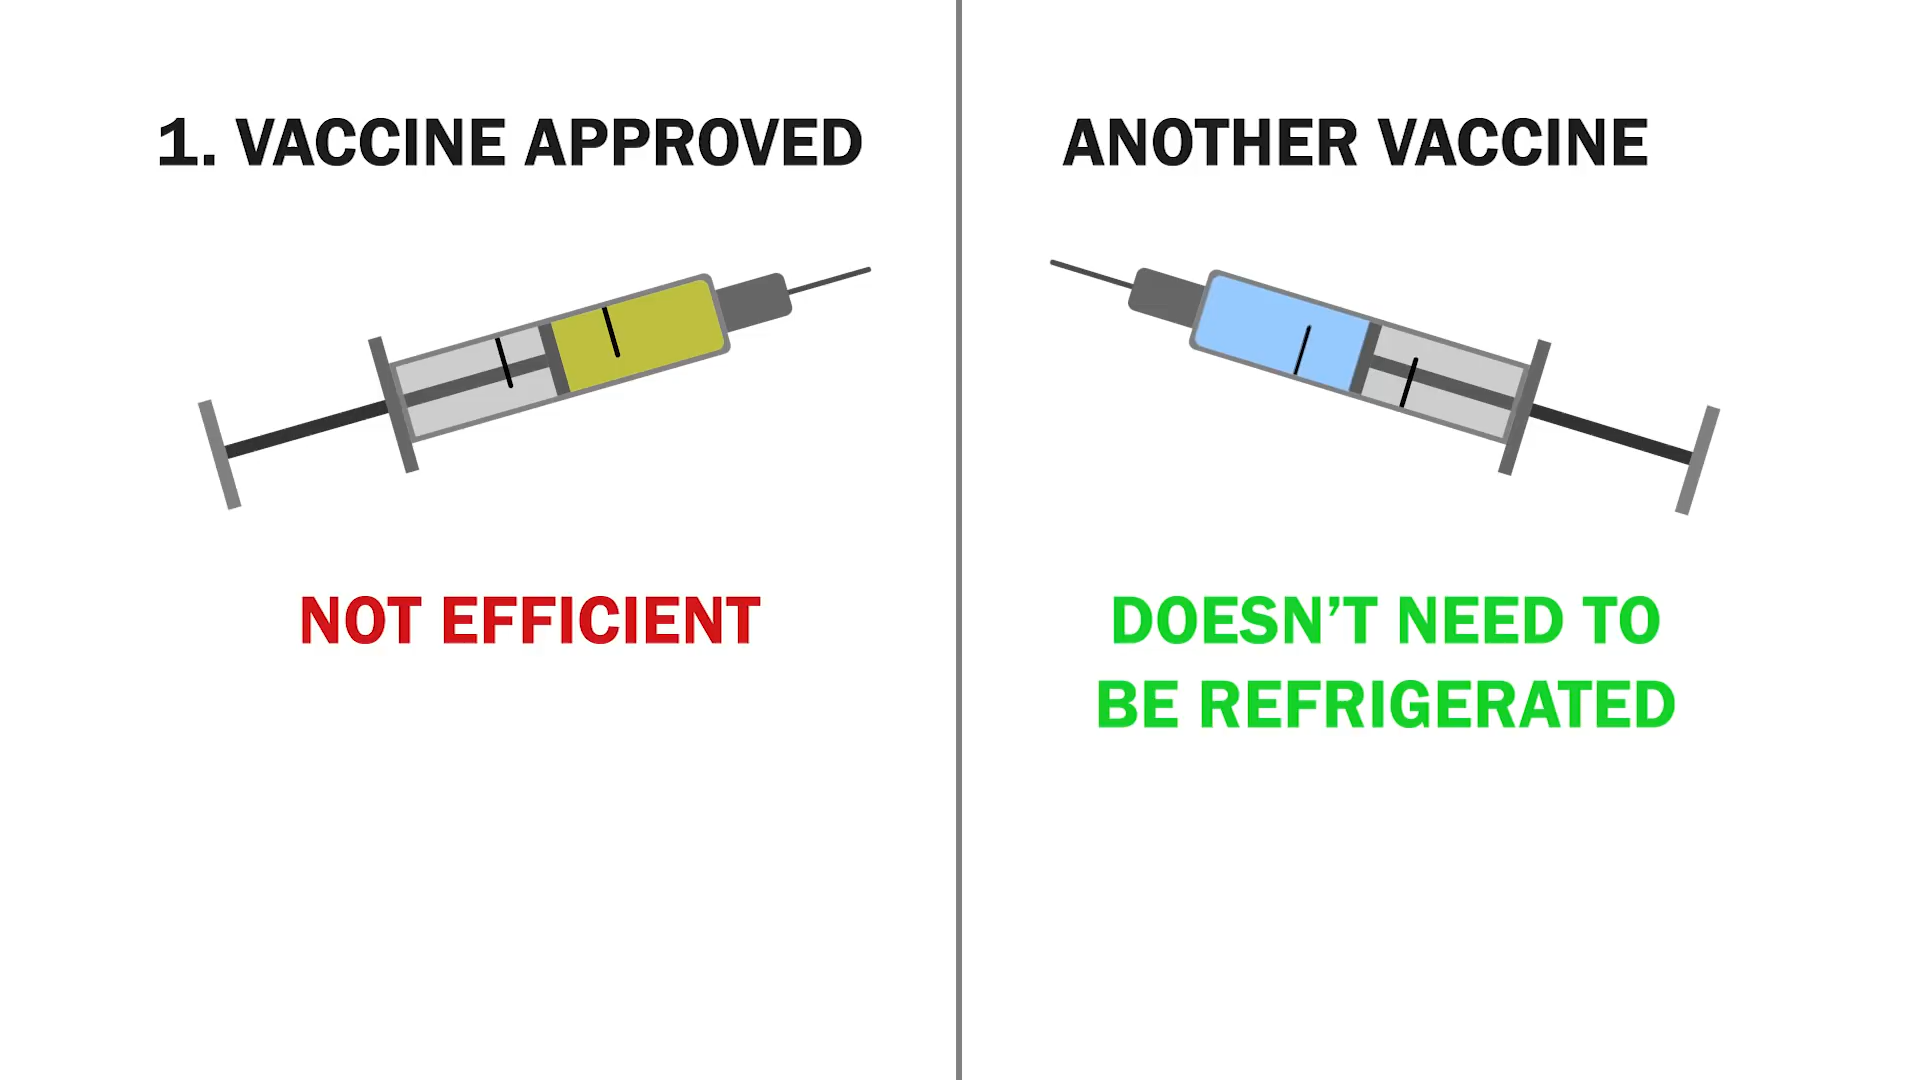 1. VACCINE APPROVED
NOT EFFICIENT
ANOTHER VACCINE
DOESN’T NEED TO
BE REFRIGERATED